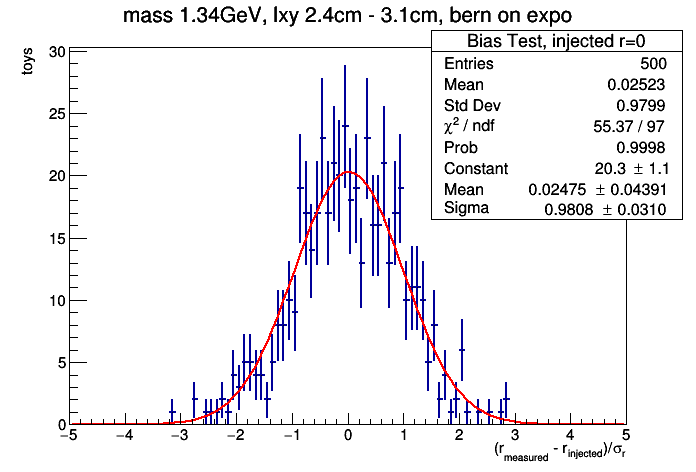 mass 1.34GeV, lxy 2.4cm - 3.1cm, bern on expo
toys
Bias Test, injected r=0
Entries 500
Mean 0.02523
Std Dev 0.9799
χ² / ndf 55.37 / 97
Prob 0.9998
Constant 20.3 ± 1.1
Mean 0.02475 ± 0.04391
Sigma 0.9808 ± 0.0310
30
25
20
15
10
5
0
−5 −4 −3 −2 −1 0 1 2 3 4 5
(r_measured - r_injected)/σ_r